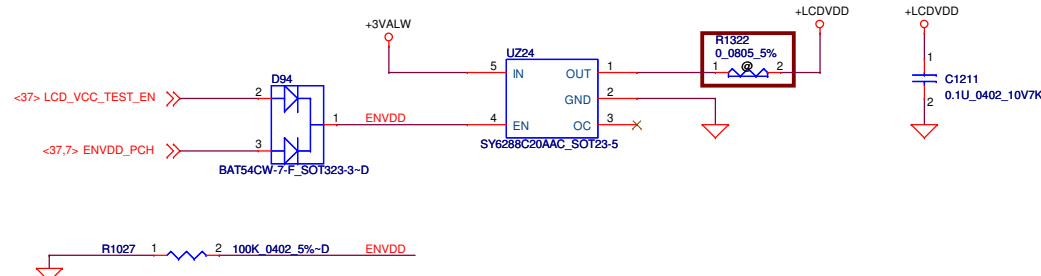 +3VALW
+LCDVDD
+LCDVDD
R1322
0_0805_5%
@
1 2
UZ24
5 IN OUT 1
GND 2
4 EN OC 3
SY6288C20AAC_SOT23-5
1
C1211
0.1U_0402_10V7K
2
D94
<37> LCD_VCC_TEST_EN 2
1 ENVDD
<37,7> ENVDD_PCH 3
BAT54CW-7-F_SOT323-3~D
R1027 1 2 100K_0402_5%~D ENVDD